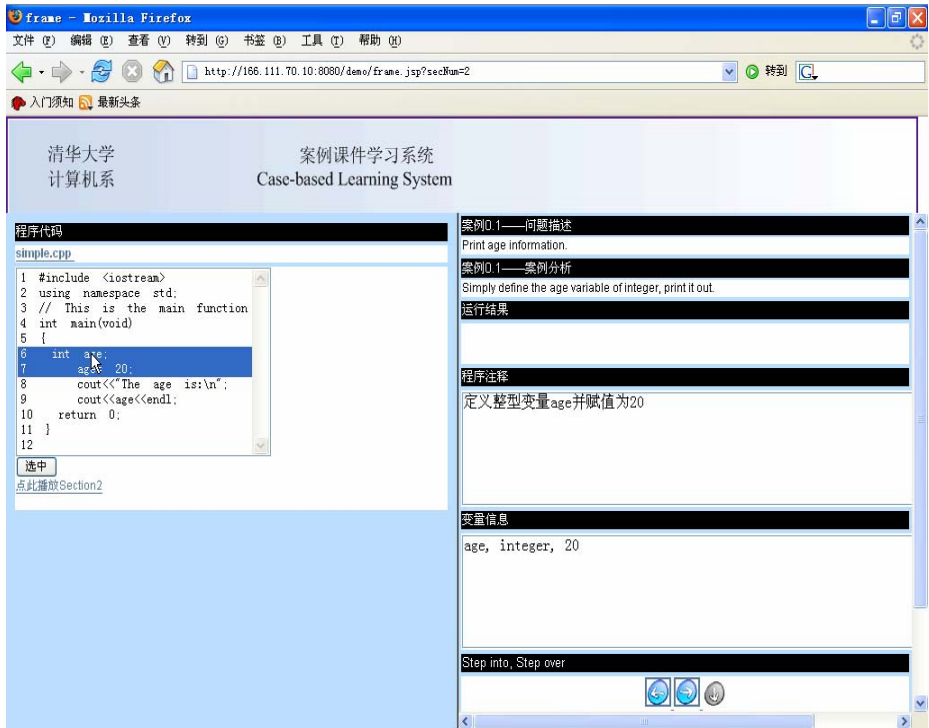 frame - Mozilla Firefox
文件 (F) 编辑 (E) 查看 (V) 转到 (G) 书签 (B) 工具 (T) 帮助 (H)
http://166.111.70.10:8080/demo/frame.jsp?secNum=2 转到 G
入门须知 最新头条
清华大学
计算机系
案例课件学习系统
Case-based Learning System
程序代码
simple.cpp
1 #include <iostream>
2 using namespace std;
3 // This is the main function
4 int main(void)
5 {
6 int age;
7 age= 20;
8 cout<<"The age is:\n";
9 cout<<age<<endl;
10 return 0;
11 }
12
选中
点此播放Section2
案例0.1——问题描述
Print age information.
案例0.1——案例分析
Simply define the age variable of integer, print it out.
运行结果
程序注释
定义整型变量age并赋值为20
变量信息
age, integer, 20
Step into, Step over